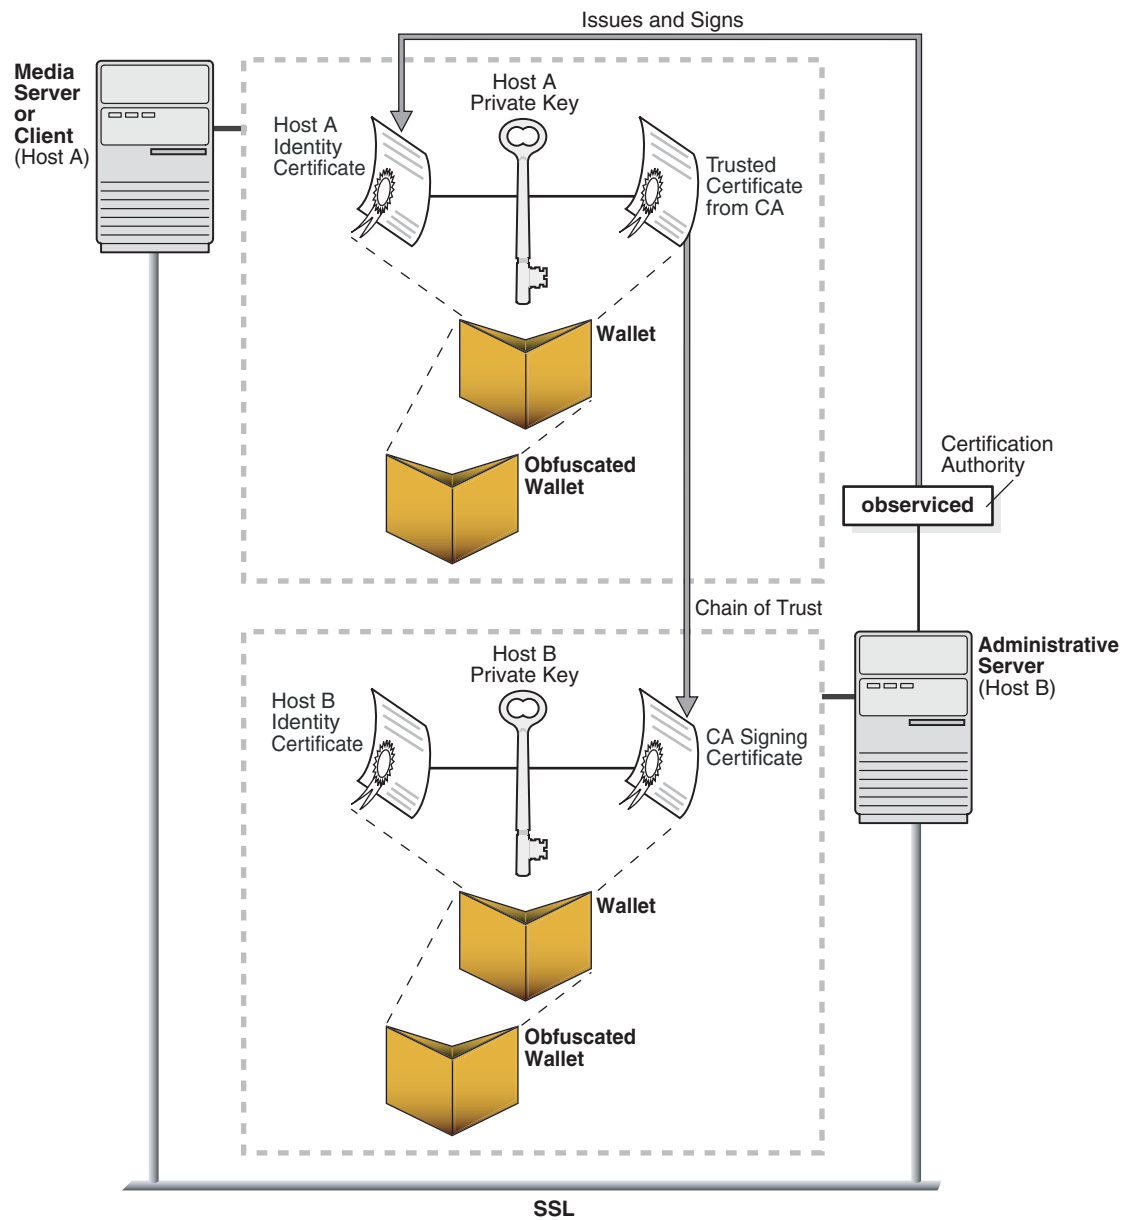 Issues and Signs
Media
Server
or
Client
(Host A)
Host A
Private Key
Host A
Identity
Certificate
Trusted
Certificate
from CA
Wallet
Obfuscated
Wallet
Certification
Authority
observiced
Chain of Trust
Administrative
Server
(Host B)
Host B
Private Key
Host B
Identity
Certificate
CA Signing
Certificate
Wallet
Obfuscated
Wallet
SSL